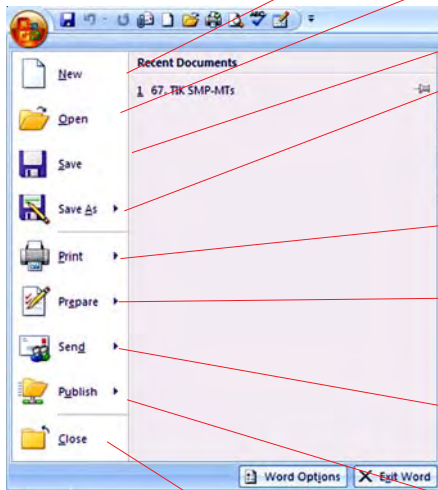 Recent Documents
New
1 67. TIK SMP-MTs
Open
Save
Save As
Print
Prepare
Send
Publish
Close
Word Options
Exit Word